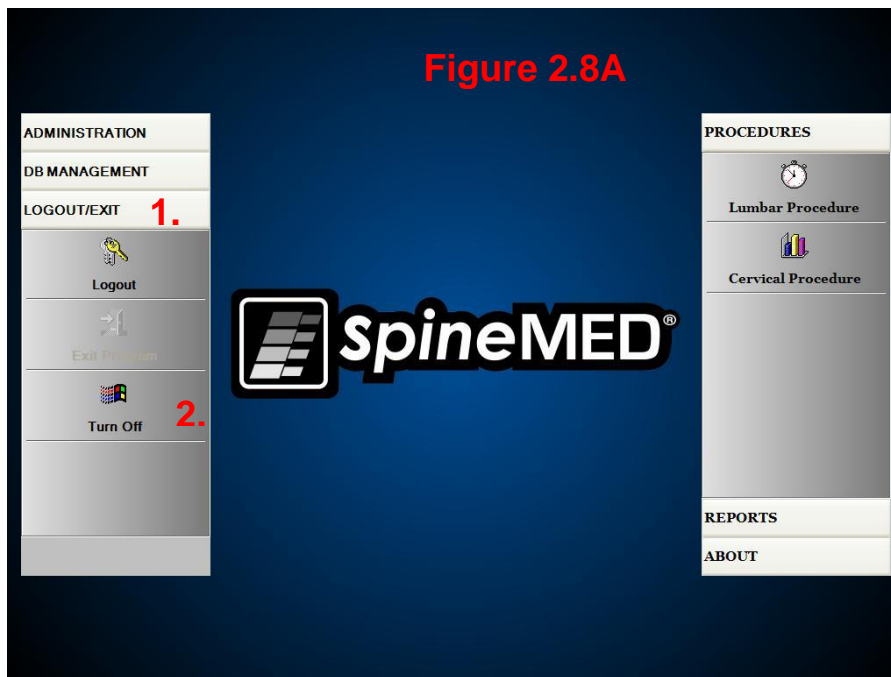 Figure 2.8A
ADMINISTRATION
DB MANAGEMENT
LOGOUT/EXIT 1.
Logout
Exit Program
Turn Off 2.
SpineMED®
PROCEDURES
Lumbar Procedure
Cervical Procedure
REPORTS
ABOUT